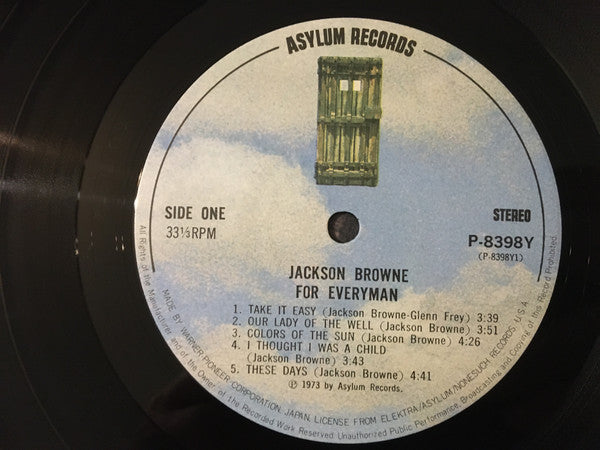 ASYLUM RECORDS
SIDE ONE
33⅓RPM
STEREO
P-8398Y
(P-8398Y1)
JACKSON BROWNE
FOR EVERYMAN
1. TAKE IT EASY (Jackson Browne-Glenn Frey) 3:39
2. OUR LADY OF THE WELL (Jackson Browne) 3:51
3. COLORS OF THE SUN (Jackson Browne) 4:26
4. I THOUGHT I WAS A CHILD
(Jackson Browne) 3:43
5. THESE DAYS (Jackson Browne) 4:41
Ⓟ 1973 by Asylum Records.
MADE BY WARNER PIONEER CORPORATION, JAPAN, LICENSE FROM ELEKTRA/ASYLUM/NONESUCH RECORDS, U.S.A.
All Rights of the Manufacturer and of the Owner of the Recorded Work Reserved Unauthorized Public Performance, Broadcasting and Copying of this Record Prohibited.